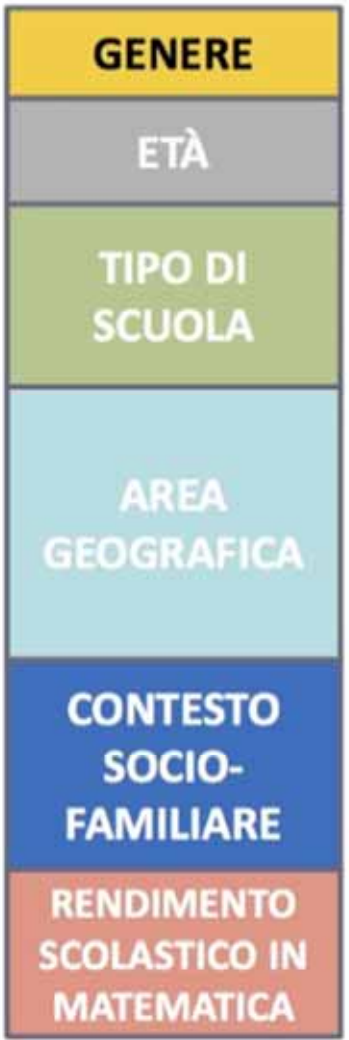 GENERE
ETÀ
TIPO DI
SCUOLA
AREA
GEOGRAFICA
CONTESTO
SOCIO-
FAMILIARE
RENDIMENTO
SCOLASTICO IN
MATEMATICA